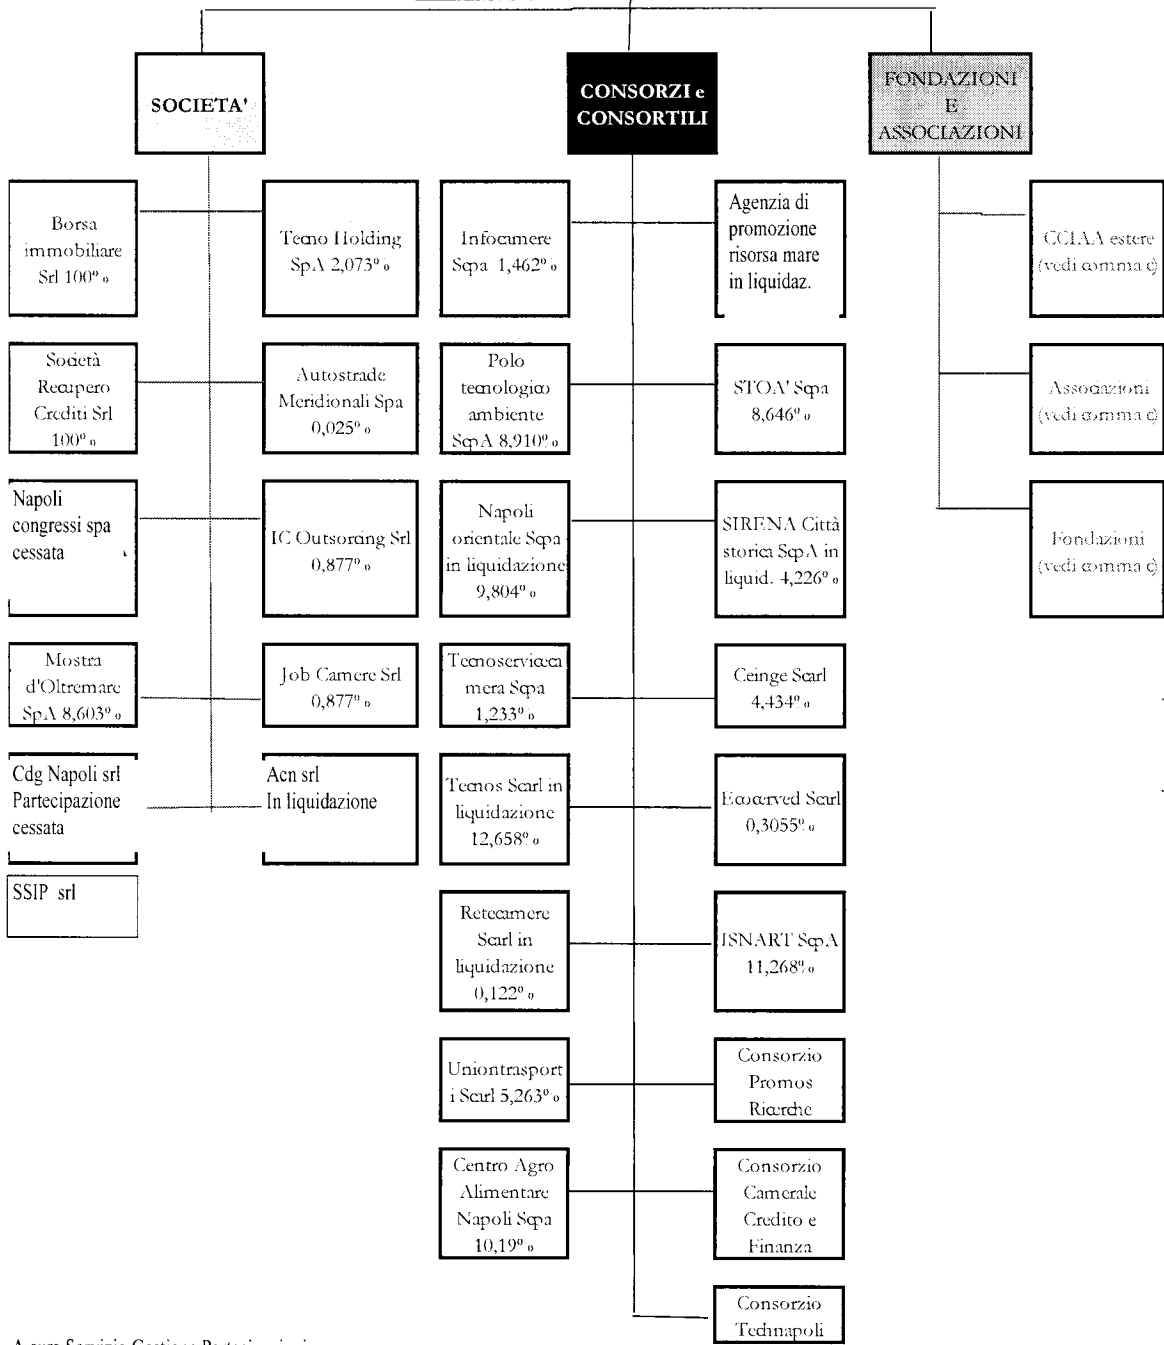 SOCIETA'
CONSORZI e
CONSORTILI
FONDAZIONI
E
ASSOCIAZIONI
Borsa
immobiliare
Srl 100%
Tecno Holding
SpA 2,073%
Infocamere
Scpa 1,462%
Agenzia di
promozione
risorsa mare
in liquidaz.
CCIAA estere
(vedi comma c)
Società
Recupero
Crediti Srl
100%
Autostrade
Meridionali Spa
0,025%
Polo
tecnologico
ambiente
ScpA 8,910%
STOA' Scpa
8,646%
Associazioni
(vedi comma c)
Napoli
congressi spa
cessata
IC Outsorcing Srl
0,877%
Napoli
orientale Scpa
in liquidazione
9,804%
SIRENA Città
storica ScpA in
liquid. 4,226%
Fondazioni
(vedi comma c)
Mostra
d'Oltremare
SpA 8,603%
Job Camere Srl
0,877%
Tecnoserviceca
mera Scpa
1,233%
Ceinge Scarl
4,434%
Cdg Napoli srl
Partecipazione
cessata
Acn srl
In liquidazione
Tecnos Scarl in
liquidazione
12,658%
Ecocerved Scarl
0,3055%
SSIP srl
Retecamere
Scarl in
liquidazione
0,122%
ISNART ScpA
11,268%
Uniontrasport
i Scarl 5,263%
Consorzio
Promos
Ricerche
Centro Agro
Alimentare
Napoli Scpa
10,19%
Consorzio
Camerale
Credito e
Finanza
Consorzio
Technapoli